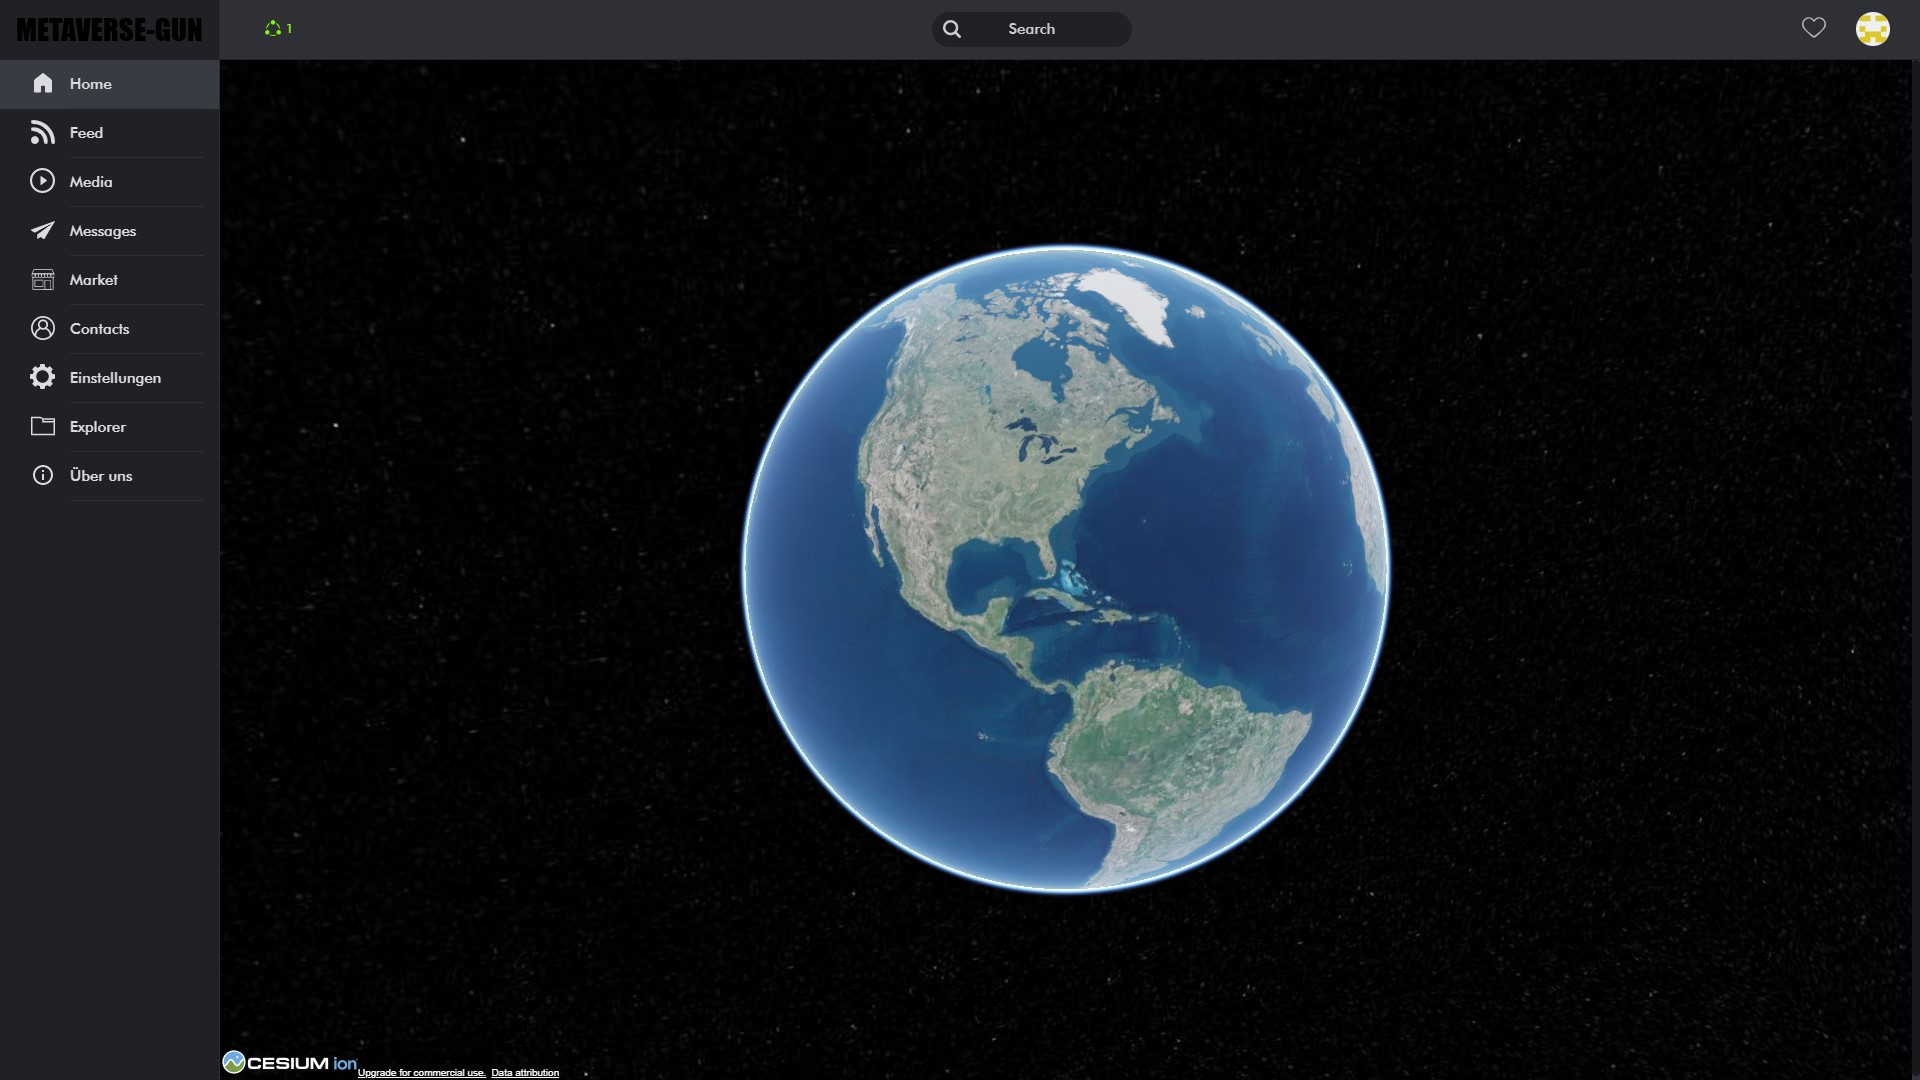 METAVERSE-GUN
1
Search
Home
Feed
Media
Messages
Market
Contacts
Einstellungen
Explorer
Über uns
CESIUM ion
Upgrade for commercial use. Data attribution